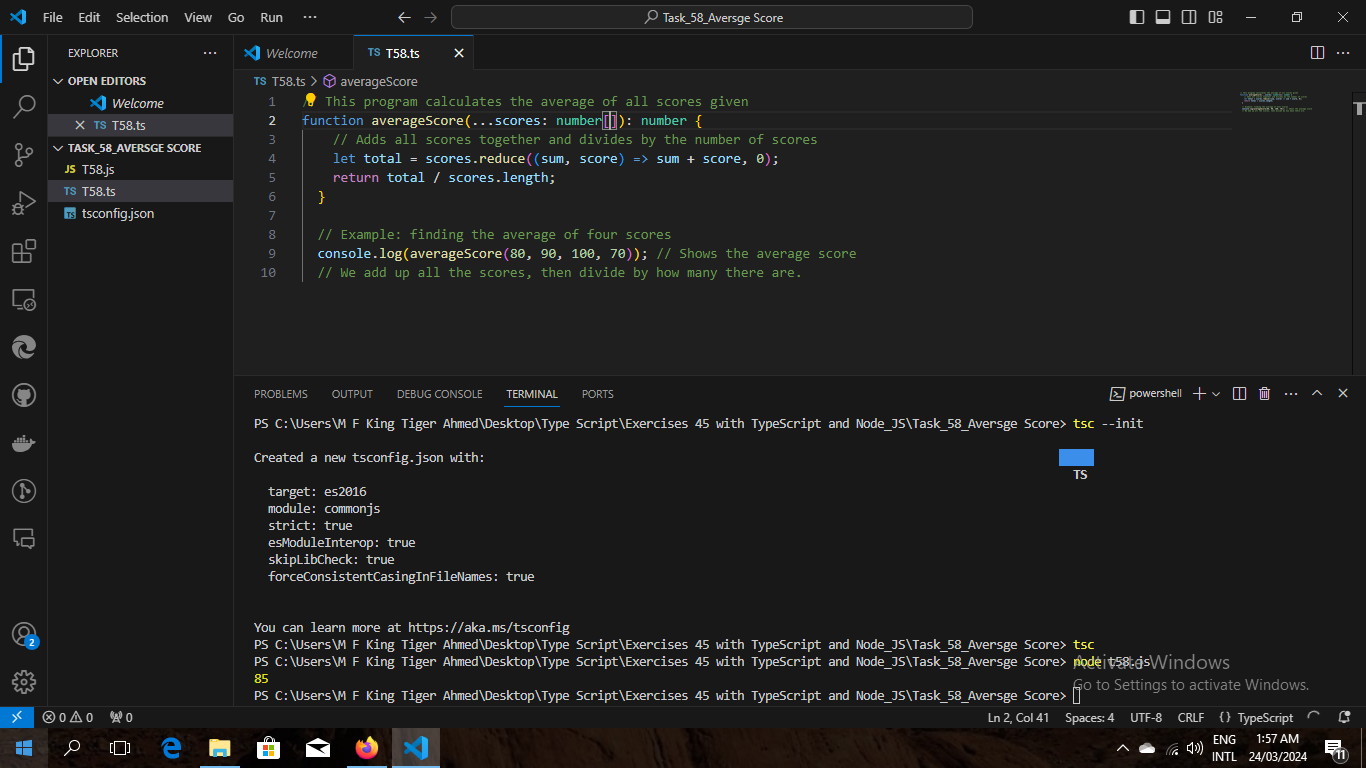 File Edit Selection View Go Run ···
Task_58_Aversge Score
EXPLORER
OPEN EDITORS
Welcome
TS T58.ts
TASK_58_AVERSGE SCORE
JS T58.js
TS T58.ts
TS tsconfig.json
Welcome
TS T58.ts
TS T58.ts > averageScore
1 / This program calculates the average of all scores given
2 function averageScore(...scores: number[]): number {
3 // Adds all scores together and divides by the number of scores
4 let total = scores.reduce((sum, score) => sum + score, 0);
5 return total / scores.length;
6 }
7
8 // Example: finding the average of four scores
9 console.log(averageScore(80, 90, 100, 70)); // Shows the average score
10 // We add up all the scores, then divide by how many there are.
PROBLEMS OUTPUT DEBUG CONSOLE TERMINAL PORTS
powershell
PS C:\Users\M F King Tiger Ahmed\Desktop\Type Script\Exercises 45 with TypeScript and Node_JS\Task_58_Aversge Score> tsc --init
Created a new tsconfig.json with:
TS
target: es2016
module: commonjs
strict: true
esModuleInterop: true
skipLibCheck: true
forceConsistentCasingInFileNames: true
You can learn more at https://aka.ms/tsconfig
PS C:\Users\M F King Tiger Ahmed\Desktop\Type Script\Exercises 45 with TypeScript and Node_JS\Task_58_Aversge Score> tsc
PS C:\Users\M F King Tiger Ahmed\Desktop\Type Script\Exercises 45 with TypeScript and Node_JS\Task_58_Aversge Score> node t58.js
85
PS C:\Users\M F King Tiger Ahmed\Desktop\Type Script\Exercises 45 with TypeScript and Node_JS\Task_58_Aversge Score>
Activate Windows
Go to Settings to activate Windows.
2
0 0 0
Ln 2, Col 41 Spaces: 4 UTF-8 CRLF {} TypeScript
ENG
INTL
1:57 AM
24/03/2024
11